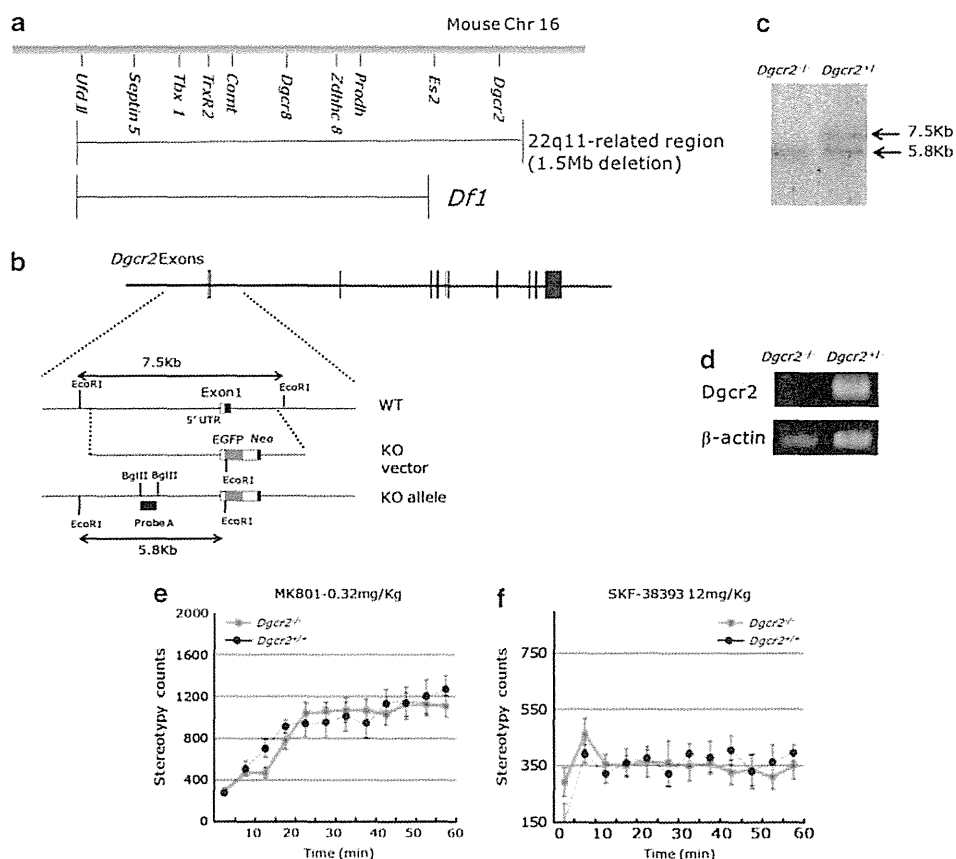 a
Mouse Chr 16
Ufd II
Septin 5
Tbx 1
TrxR2
Comt
Dgcr8
Zdhhc 8
Prodh
Es2
Dgcr2
22q11-related region
(1.5Mb deletion)
Df1
b
Dgcr2 Exons
7.5Kb
EcoRI
EcoRI
Exon1
WT
5' UTR
EGFP Neo
KO
vector
EcoRI
BglII BglII
KO allele
EcoRI
Probe A
EcoRI
5.8Kb
c
Dgcr2-/- Dgcr2+/-
7.5Kb
5.8Kb
d
Dgcr2-/- Dgcr2+/-
Dgcr2
β-actin
e
MK801-0.32mg/Kg
Dgcr2-/-
Dgcr2+/+
Stereotypy counts
2000
1600
1200
800
400
0
10 20 30 40 50 60
Time (min)
f
SKF-38393 12mg/Kg
Dgcr2-/-
Dgcr2+/+
Stereotypy counts
750
550
350
150
0 10 20 30 40 50 60
Time (min)